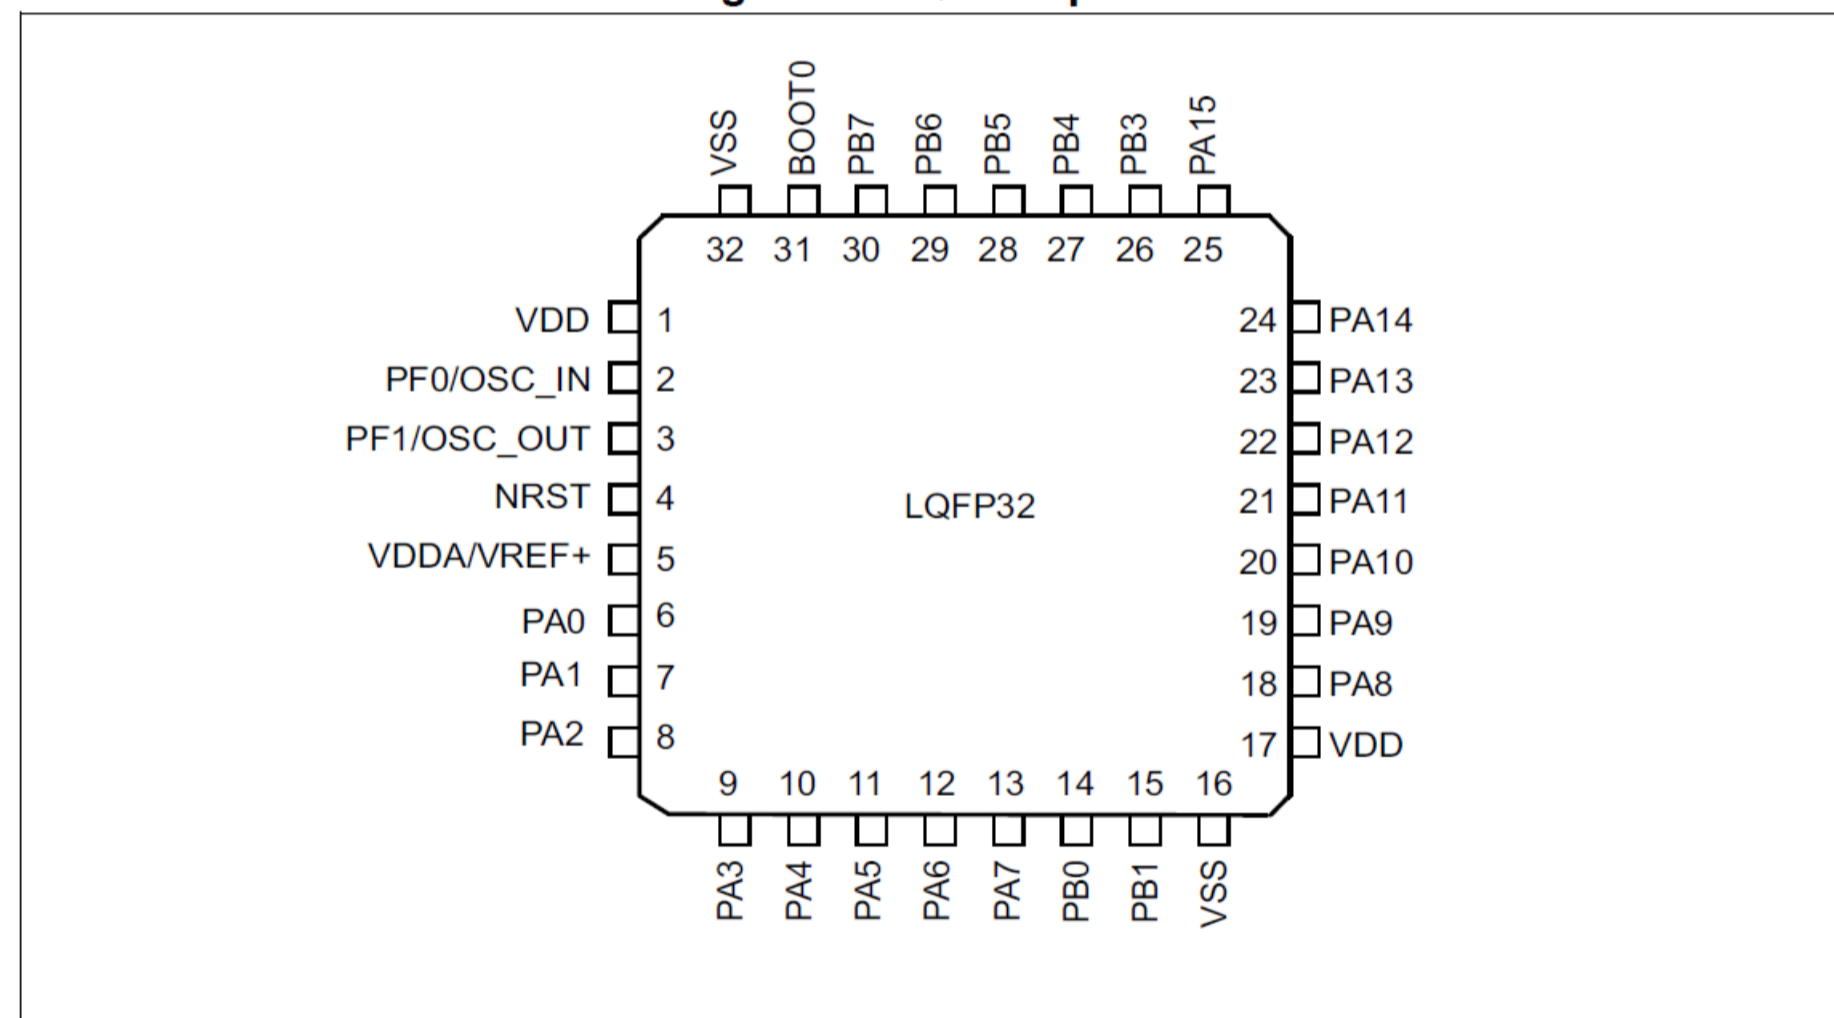 VSS BOOT0 PB7 PB6 PB5 PB4 PB3 PA15
32 31 30 29 28 27 26 25
VDD 1 24 PA14
PF0/OSC_IN 2 23 PA13
PF1/OSC_OUT 3 22 PA12
NRST 4 21 PA11
LQFP32
VDDA/VREF+ 5 20 PA10
PA0 6 19 PA9
PA1 7 18 PA8
PA2 8 17 VDD
9 10 11 12 13 14 15 16
PA3 PA4 PA5 PA6 PA7 PB0 PB1 VSS